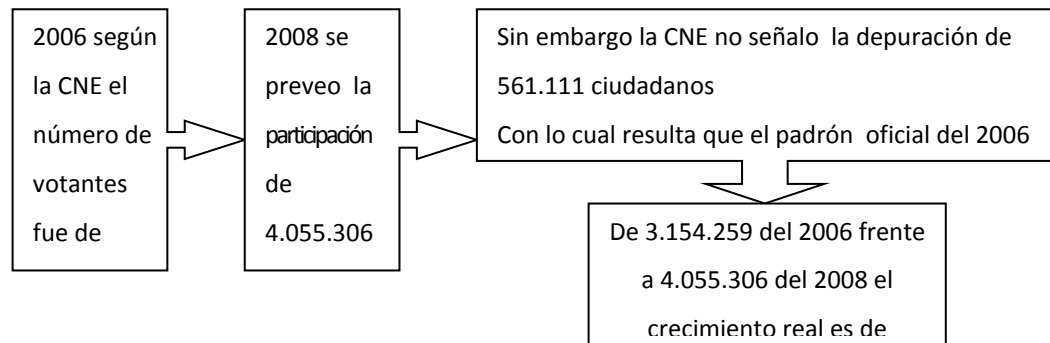 2006 según
la CNE el
número de
votantes
fue de
2008 se
preveo la
participación
de
4.055.306
Sin embargo la CNE no señalo la depuración de
561.111 ciudadanos
Con lo cual resulta que el padrón oficial del 2006
De 3.154.259 del 2006 frente
a 4.055.306 del 2008 el
crecimiento real es de